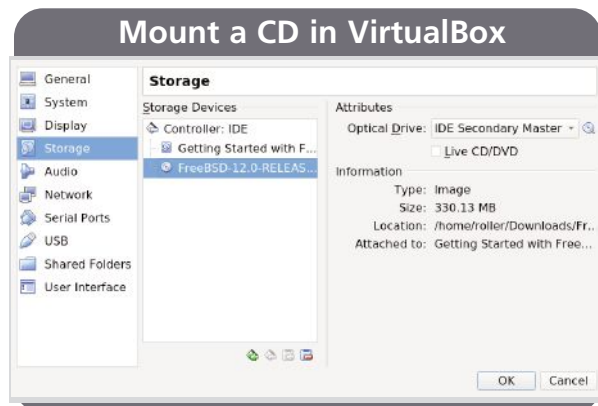 Mount a CD in VirtualBox
General
System
Display
Storage
Audio
Network
Serial Ports
USB
Shared Folders
User Interface
Storage
Storage Devices
Controller: IDE
Getting Started with F...
FreeBSD-12.0-RELEAS...
Attributes
Optical Drive: IDE Secondary Master
Live CD/DVD
Information
Type: Image
Size: 330.13 MB
Location: /home/roller/Downloads/Fr...
Attached to: Getting Started with Free...
OK Cancel